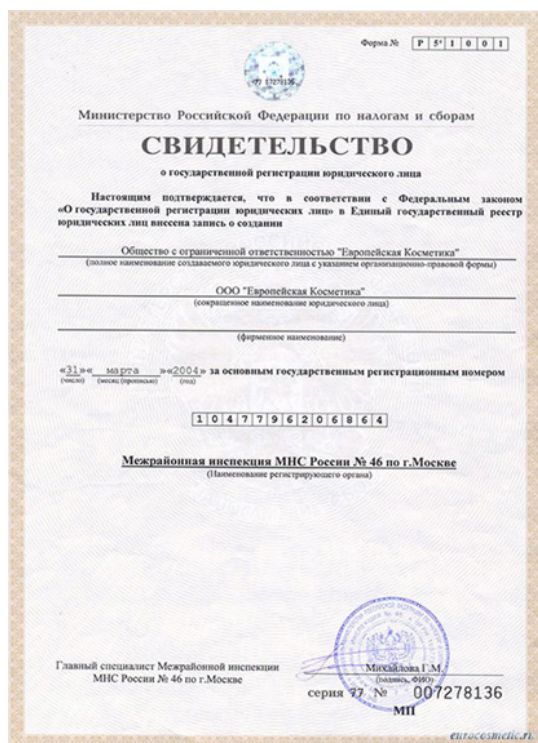 Форма № Р 5 1 0 0 1
77 07278136
Министерство Российской Федерации по налогам и сборам
СВИДЕТЕЛЬСТВО
о государственной регистрации юридического лица
Настоящим подтверждается, что в соответствии с Федеральным законом
«О государственной регистрации юридических лиц» в Единый государственный реестр
юридических лиц внесена запись о создании
Общество с ограниченной ответственностью "Европейская Косметика"
(полное наименование создаваемого юридического лица с указанием организационно-правовой формы)
ООО "Европейская Косметика"
(сокращенное наименование юридического лица)
(фирменное наименование)
«31»« марта »«2004» за основным государственным регистрационным номером
(число) (месяц (прописью) (год)
1 0 4 7 7 9 6 2 0 6 8 6 4
Межрайонная инспекция МНС России № 46 по г.Москве
(Наименование регистрирующего органа)
Главный специалист Межрайонной инспекции
МНС России № 46 по г.Москве
Михайлова Г.М.
(подпись, ФИО)
серия 77 № 007278136
МП
eurocosmetic.ru